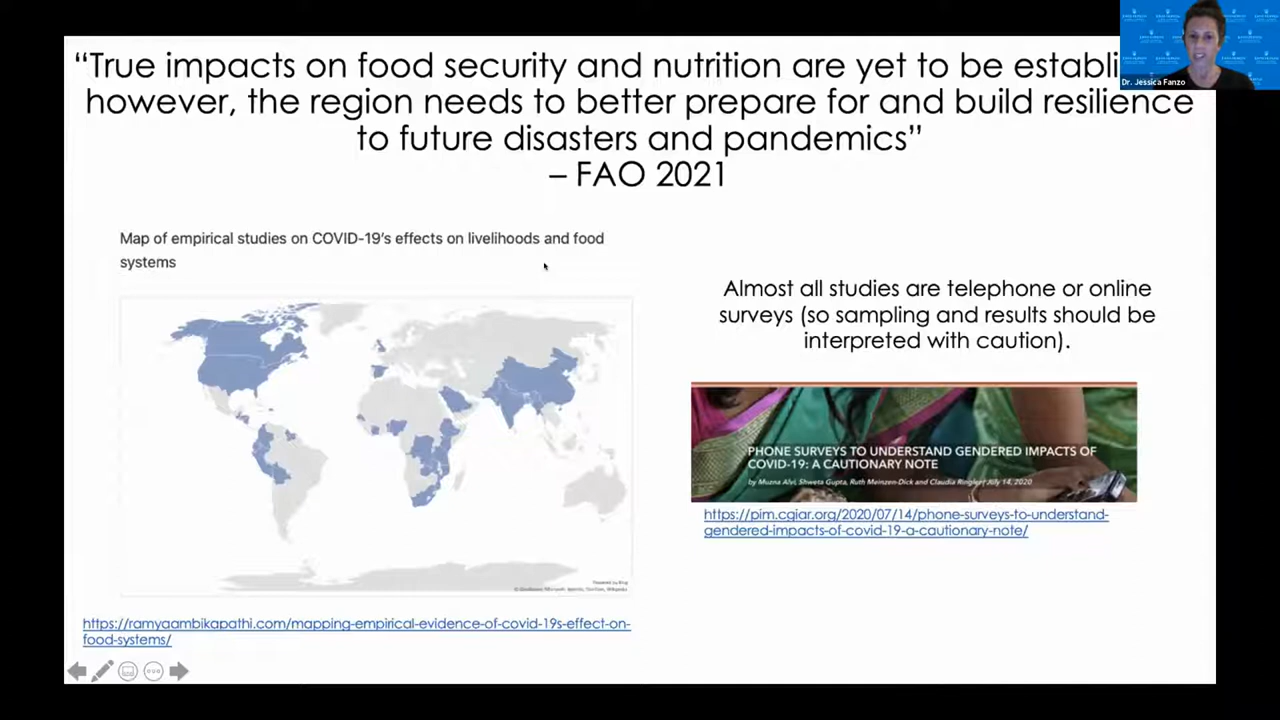 “True impacts on food security and nutrition are yet to be establi
however, the region needs to better prepare for and build resilience
to future disasters and pandemics”
– FAO 2021
Dr. Jessica Fanzo
Map of empirical studies on COVID-19's effects on livelihoods and food
systems
Almost all studies are telephone or online
surveys (so sampling and results should be
interpreted with caution).
PHONE SURVEYS TO UNDERSTAND GENDERED IMPACTS OF
COVID-19: A CAUTIONARY NOTE
by Muzna Alvi, Shweta Gupta, Ruth Meinzen-Dick and Claudia Ringler | July 14, 2020
https://pim.cgiar.org/2020/07/14/phone-surveys-to-understand-
gendered-impacts-of-covid-19-a-cautionary-note/
Powered by Bing
https://ramyaambikapathi.com/mapping-empirical-evidence-of-covid-19s-effect-on-
food-systems/